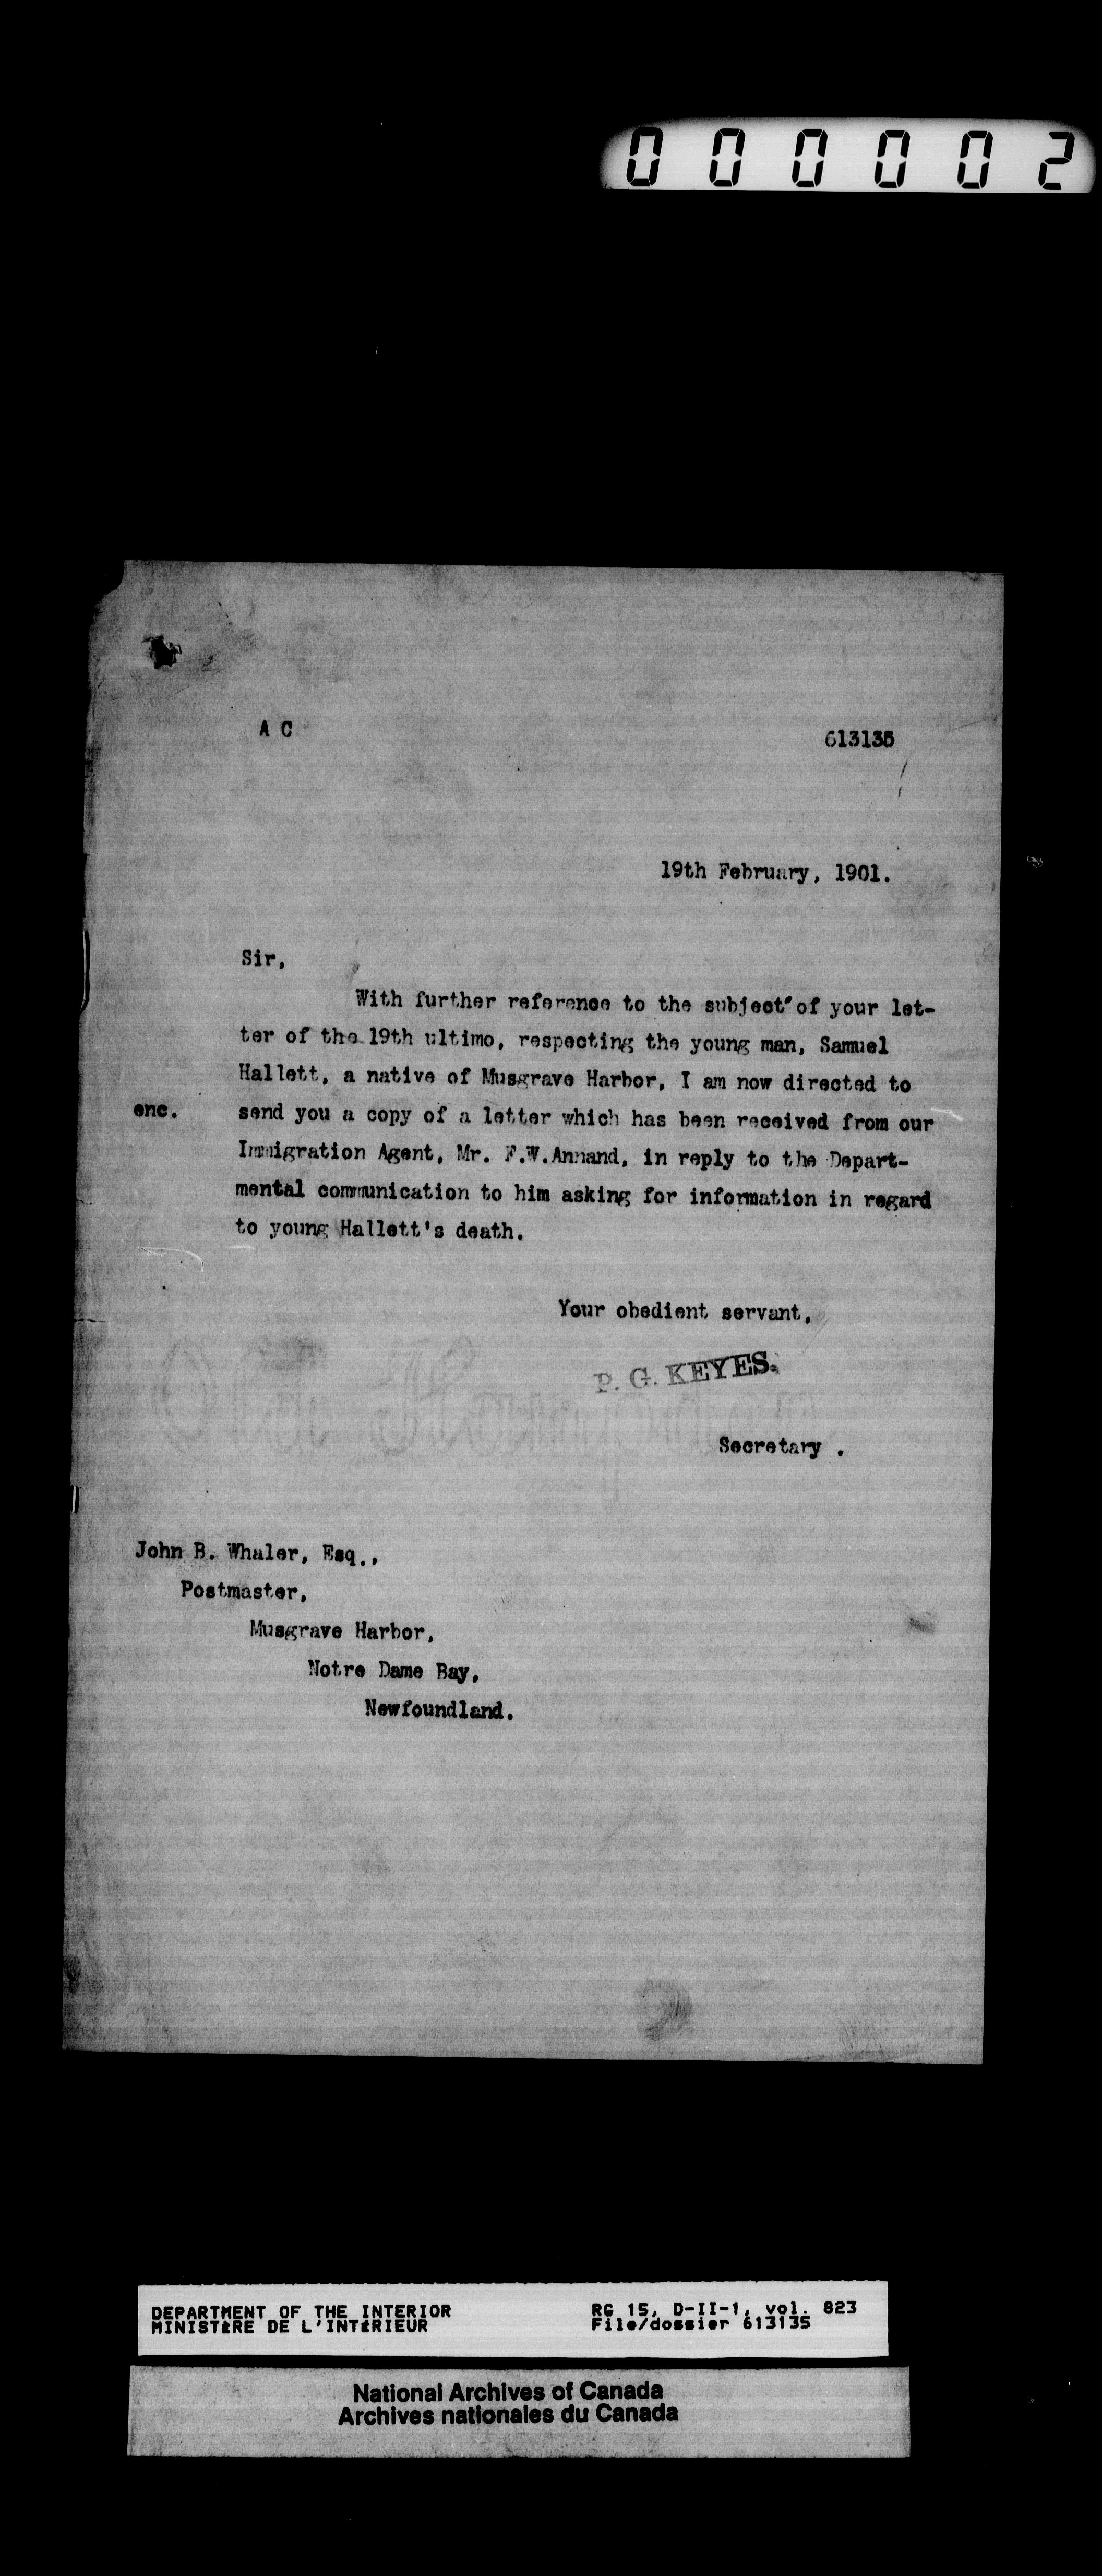 000002
A C
613135
19th February, 1901.
Sir,
With further reference to the subject of your let-
ter of the 19th ultimo, respecting the young man, Samuel
Hallett, a native of Musgrave Harbor, I am now directed to
enc. send you a copy of a letter which has been received from our
Immigration Agent, Mr. F.W.Annand, in reply to the Depart-
mental communication to him asking for information in regard
to young Hallett's death.
Your obedient servant,
P. G. KEYES.
Secretary .
John B. Whaler, Esq.,
Postmaster,
Musgrave Harbor,
Notre Dame Bay,
Newfoundland.
DEPARTMENT OF THE INTERIOR
MINISTÈRE DE L'INTÉRIEUR
RG 15, D-II-1, vol. 823
File/dossier 613135
National Archives of Canada
Archives nationales du Canada